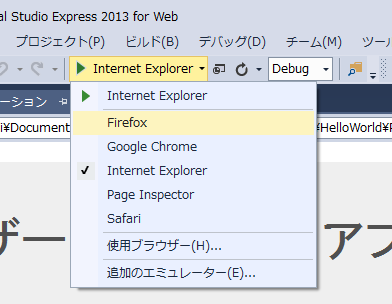 al Studio Express 2013 for Web
プロジェクト(P) ビルド(B) デバッグ(D) チーム(M) ツ
Internet Explorer Debug
ーション Internet Explorer
i¥Document Firefox ¥HelloWorld¥
Google Chrome
Internet Explorer
Page Inspector
Safari
ザー アプ
使用ブラウザー(H)...
追加のエミュレーター(E)...